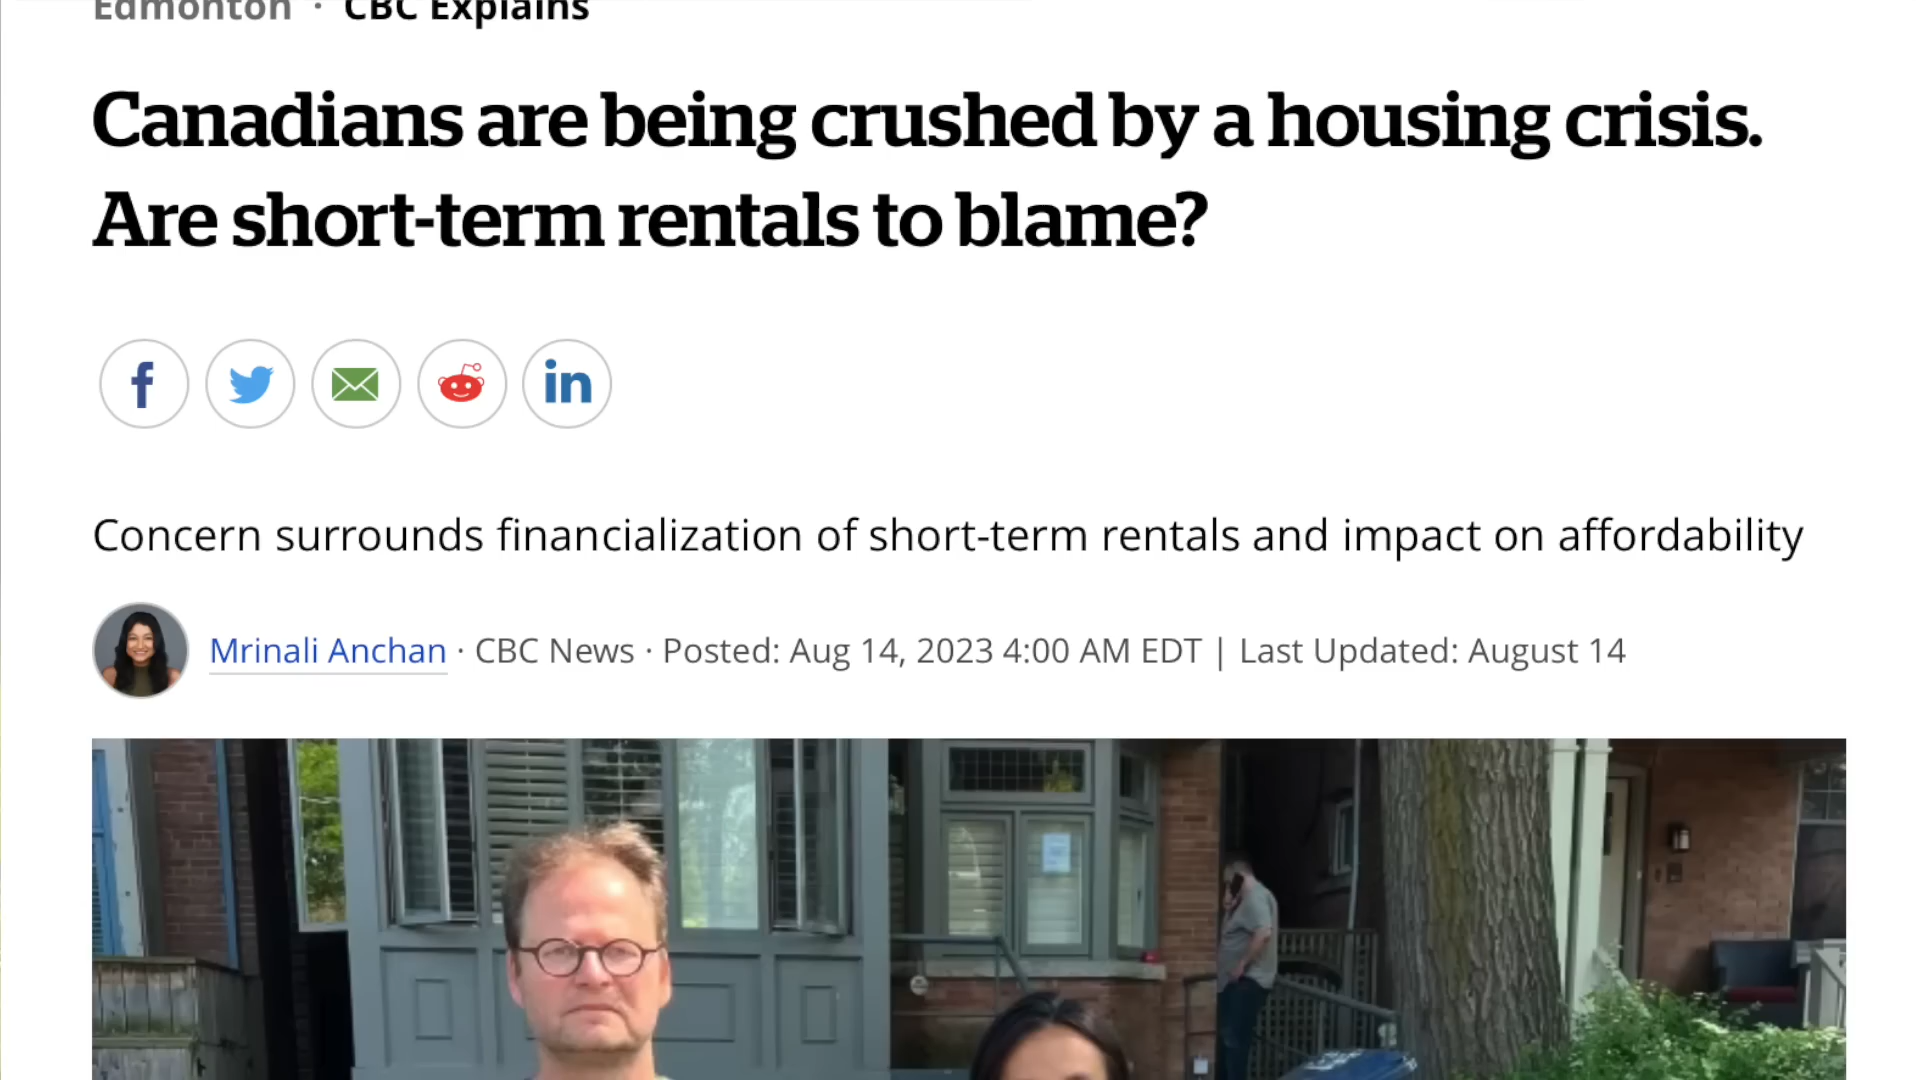 Edmonton · CBC Explains
Canadians are being crushed by a housing crisis.
Are short-term rentals to blame?
f
in
Concern surrounds financialization of short-term rentals and impact on affordability
Mrinali Anchan · CBC News · Posted: Aug 14, 2023 4:00 AM EDT | Last Updated: August 14